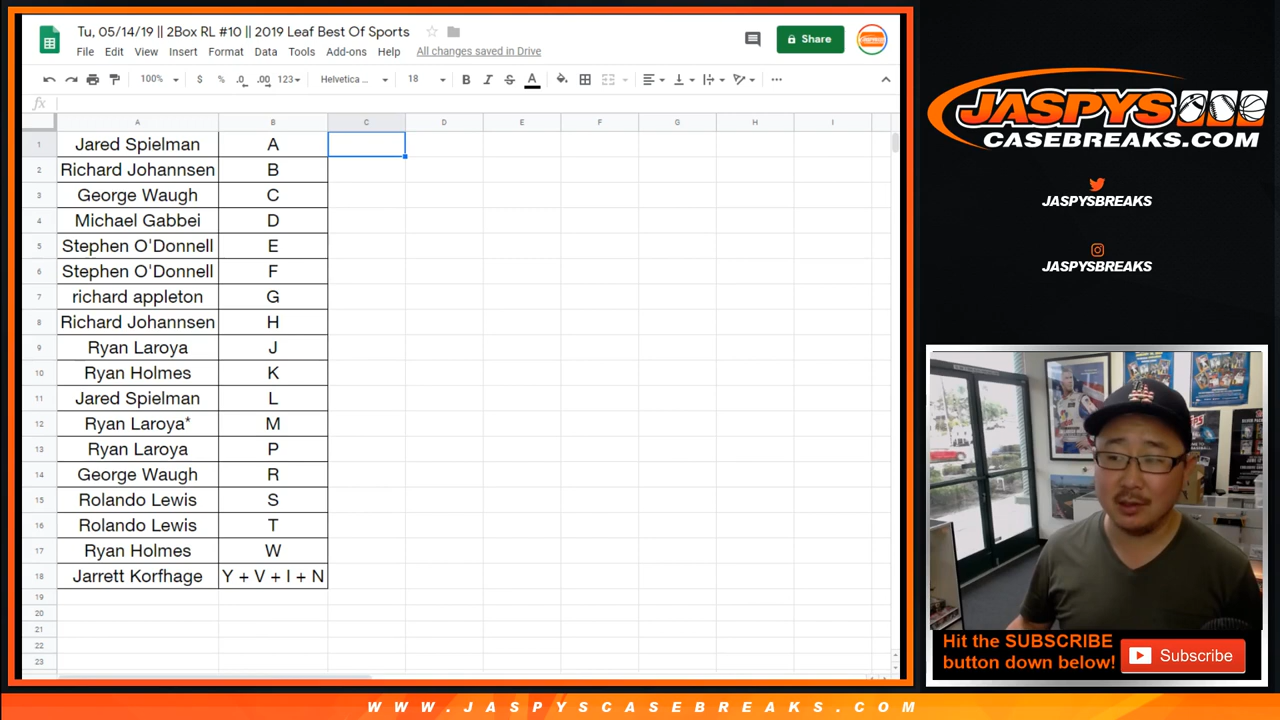 Tu, 05/14/19 || 2Box RL #10 || 2019 Leaf Best Of Sports
File Edit View Insert Format Data Tools Add-ons Help All changes saved in Drive
Share
100% $ % .0 .00 123 Helvetica ... 18 B I S A
fx
A B C D E F G H I
1 Jared Spielman A
2 Richard Johannsen B
3 George Waugh C
4 Michael Gabbei D
5 Stephen O'Donnell E
6 Stephen O'Donnell F
7 richard appleton G
8 Richard Johannsen H
9 Ryan Laroya J
10 Ryan Holmes K
11 Jared Spielman L
12 Ryan Laroya* M
13 Ryan Laroya P
14 George Waugh R
15 Rolando Lewis S
16 Rolando Lewis T
17 Ryan Holmes W
18 Jarrett Korfhage Y + V + I + N
19
20
21
22
23
JASPYS
CASEBREAKS.COM
JASPYSBREAKS
JASPYSBREAKS
Hit the SUBSCRIBE
button down below!
Subscribe
WWW.JASPYSCASEBREAKS.COM